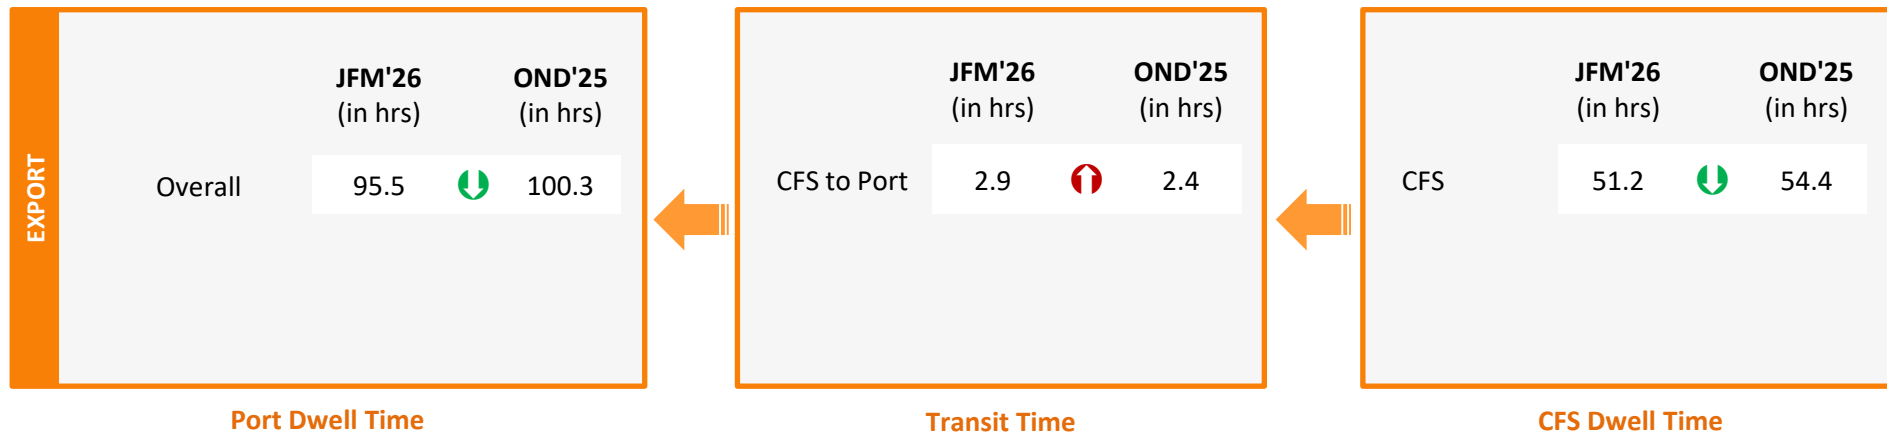 EXPORT
JFM'26 OND'25
(in hrs) (in hrs)
Overall 95.5 100.3
Port Dwell Time
JFM'26 OND'25
(in hrs) (in hrs)
CFS to Port 2.9 2.4
Transit Time
JFM'26 OND'25
(in hrs) (in hrs)
CFS 51.2 54.4
CFS Dwell Time